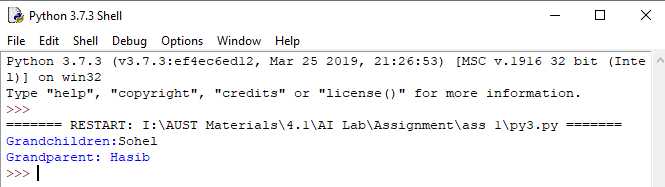 Python 3.7.3 Shell
File Edit Shell Debug Options Window Help
Python 3.7.3 (v3.7.3:ef4ec6ed12, Mar 25 2019, 21:26:53) [MSC v.1916 32 bit (Inte
l)] on win32
Type "help", "copyright", "credits" or "license()" for more information.
>>>
======= RESTART: I:\AUST Materials\4.1\AI Lab\Assignment\ass 1\py3.py =======
Grandchildren:Sohel
Grandparent: Hasib
>>>